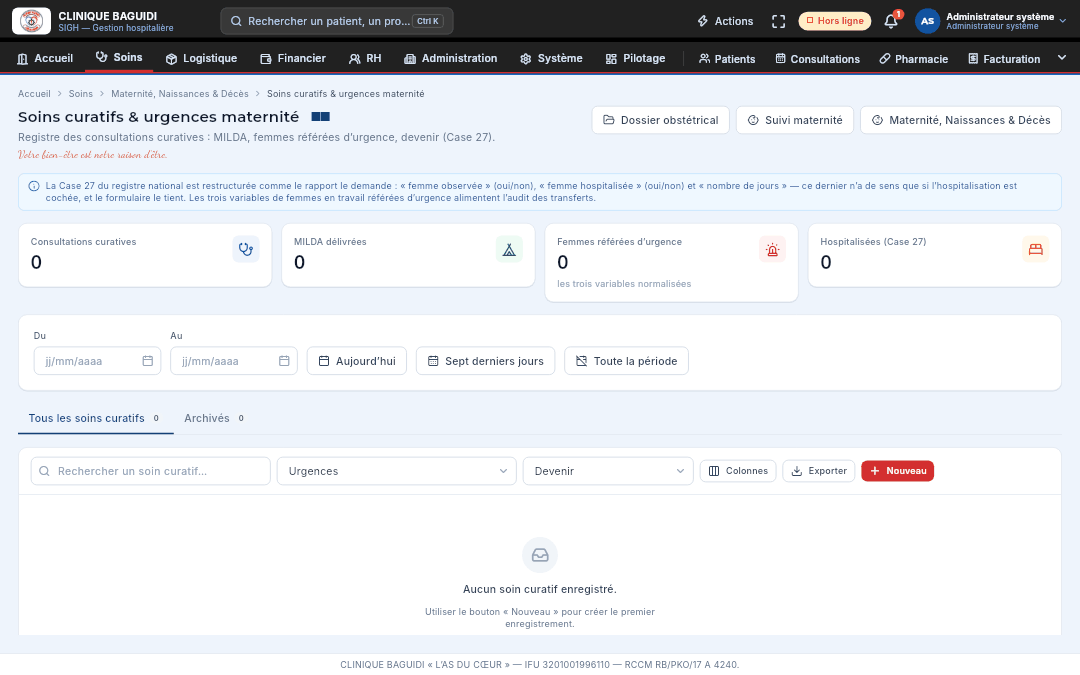 CLINIQUE BAGUIDI
SIGH — Gestion hospitalière
Rechercher un patient, un pro... Ctrl K
Actions
Hors ligne
1
AS
Administrateur système
Administrateur système
Accueil
Soins
Logistique
Financier
RH
Administration
Système
Pilotage
Patients
Consultations
Pharmacie
Facturation
Accueil > Soins > Maternité, Naissances & Décès > Soins curatifs & urgences maternité
Soins curatifs & urgences maternité
Registre des consultations curatives : MILDA, femmes référées d'urgence, devenir (Case 27).
Votre bien-être est notre raison d'être.
Dossier obstétrical
Suivi maternité
Maternité, Naissances & Décès
La Case 27 du registre national est restructurée comme le rapport le demande : « femme observée » (oui/non), « femme hospitalisée » (oui/non) et « nombre de jours » — ce dernier n'a de sens que si l'hospitalisation est
cochée, et le formulaire le tient. Les trois variables de femmes en travail référées d'urgence alimentent l'audit des transferts.
Consultations curatives
0
MILDA délivrées
0
Femmes référées d'urgence
0
les trois variables normalisées
Hospitalisées (Case 27)
0
Du
Au
jj/mm/aaaa
jj/mm/aaaa
Aujourd'hui
Sept derniers jours
Toute la période
Tous les soins curatifs 0
Archivés 0
Rechercher un soin curatif...
Urgences
Devenir
Colonnes
Exporter
Nouveau
Aucun soin curatif enregistré.
Utiliser le bouton « Nouveau » pour créer le premier
enregistrement.
CLINIQUE BAGUIDI « L'AS DU CŒUR » — IFU 3201001996110 — RCCM RB/PKO/17 A 4240.